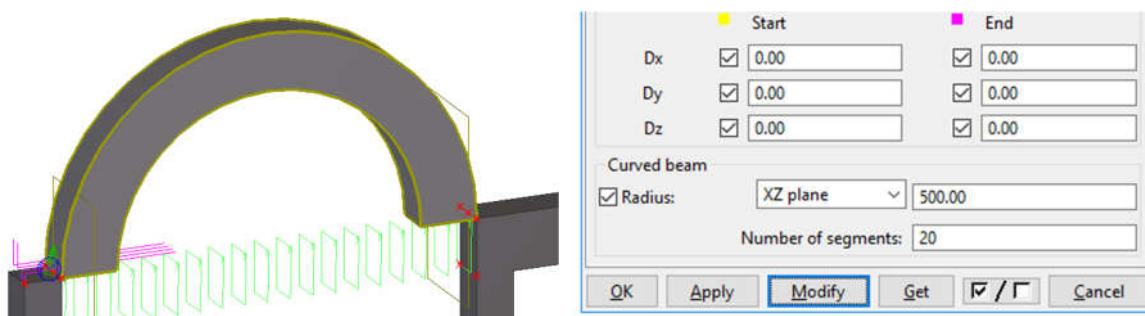 Start End
Dx 0.00 0.00
Dy 0.00 0.00
Dz 0.00 0.00
Curved beam
Radius: XZ plane 500.00
Number of segments: 20
OK Apply Modify Get / Cancel